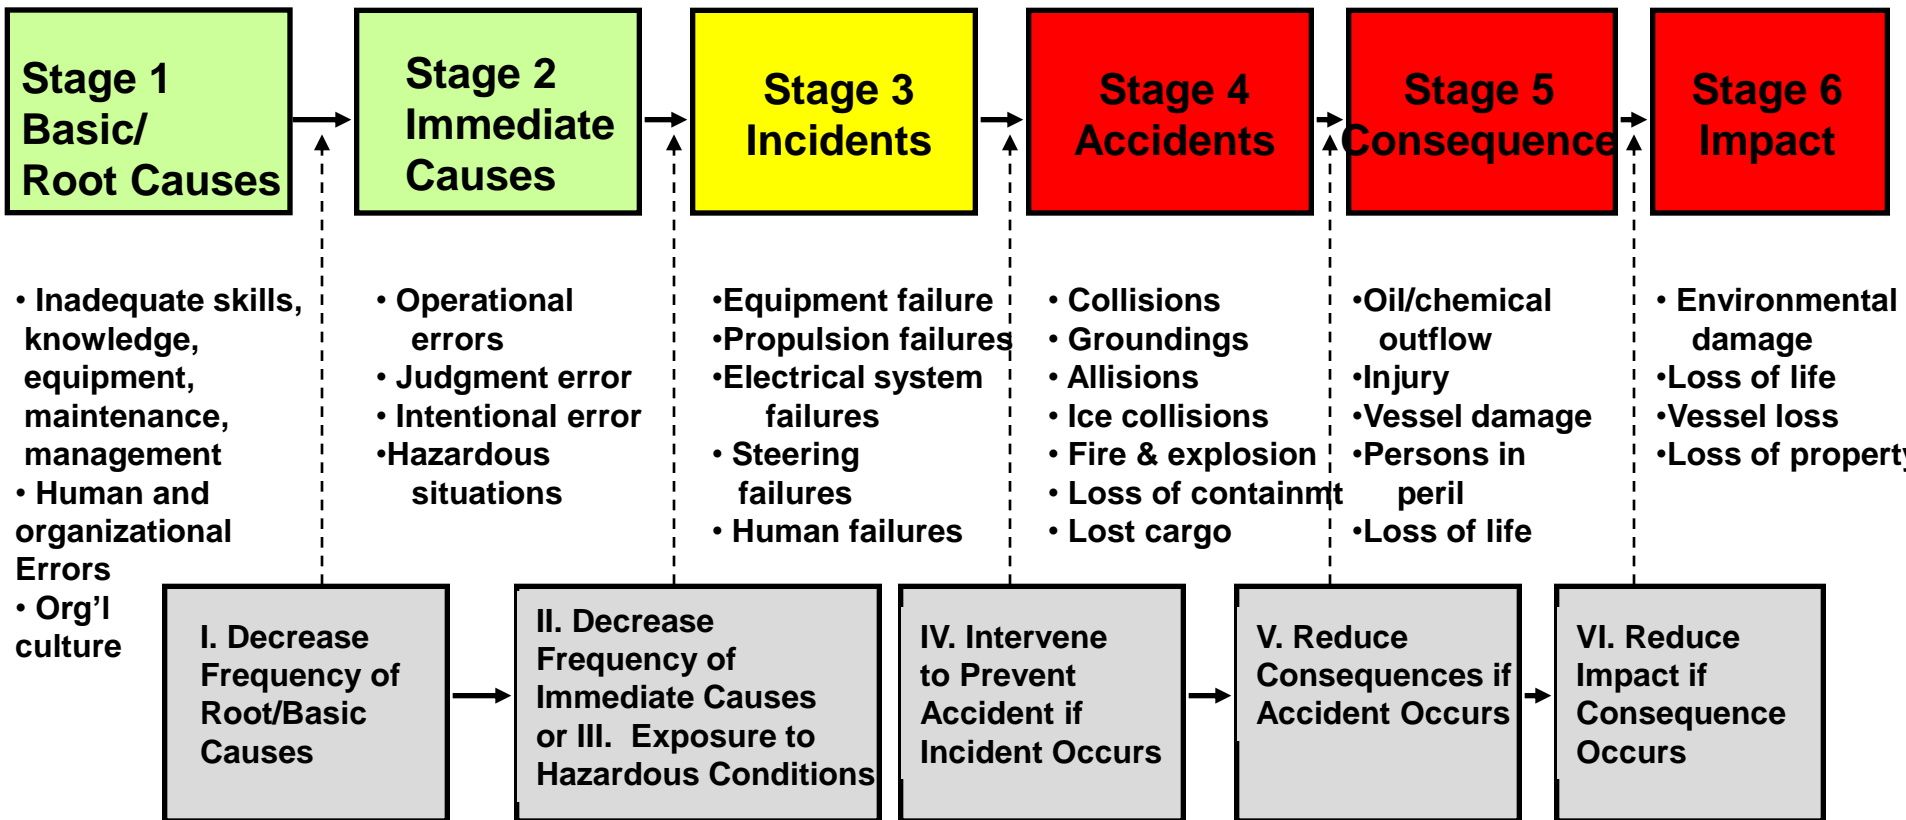 Stage 1
Basic/
Root Causes
Stage 2
Immediate
Causes
Stage 3
Incidents
Stage 4
Accidents
Stage 5
Consequence
Stage 6
Impact
• Inadequate skills,
knowledge,
equipment,
maintenance,
management
• Human and
organizational
Errors
• Org'l
culture
• Operational
errors
• Judgment error
• Intentional error
•Hazardous
situations
•Equipment failure
•Propulsion failures
•Electrical system
failures
• Steering
failures
• Human failures
• Collisions
• Groundings
• Allisions
• Ice collisions
• Fire & explosion
• Loss of containmt
• Lost cargo
•Oil/chemical
outflow
•Injury
•Vessel damage
•Persons in
peril
•Loss of life
• Environmental
damage
•Loss of life
•Vessel loss
•Loss of property
I. Decrease
Frequency of
Root/Basic
Causes
II. Decrease
Frequency of
Immediate Causes
or III. Exposure to
Hazardous Conditions
IV. Intervene
to Prevent
Accident if
Incident Occurs
V. Reduce
Consequences if
Accident Occurs
VI. Reduce
Impact if
Consequence
Occurs